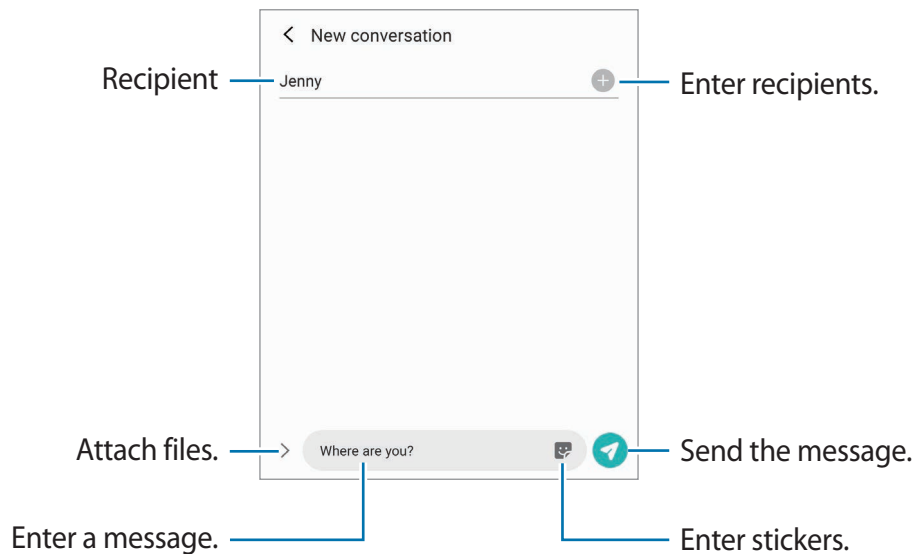 New conversation
Recipient
Jenny
Enter recipients.
Attach files.
Where are you?
Send the message.
Enter a message.
Enter stickers.